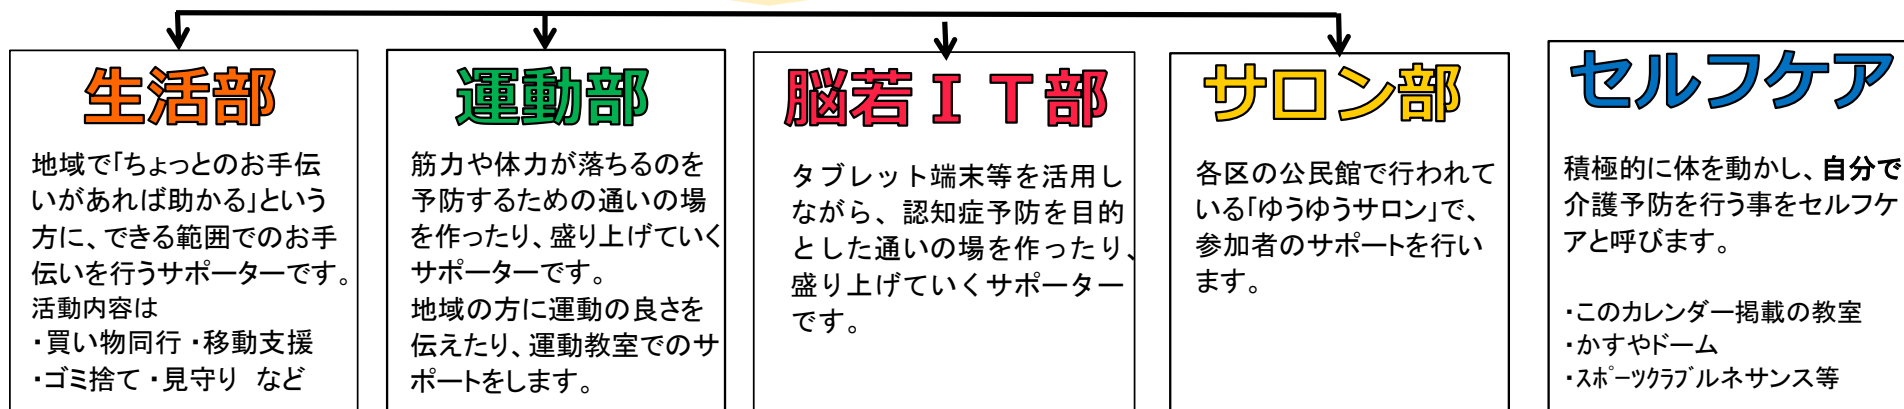 生活部
地域で「ちょっとのお手伝
いがあれば助かる」という
方に、できる範囲でのお手
伝いを行うサポーターです。
活動内容は
・買い物同行 ・移動支援
・ゴミ捨て ・見守り など
運動部
筋力や体力が落ちるのを
予防するための通いの場
を作ったり、盛り上げていく
サポーターです。
地域の方に運動の良さを
伝えたり、運動教室でのサ
ポートをします。
脳若IT部
タブレット端末等を活用し
ながら、認知症予防を目的
とした通いの場を作ったり、
盛り上げていくサポーター
です。
サロン部
各区の公民館で行われて
いる「ゆうゆうサロン」で、
参加者のサポートを行い
ます。
セルフケア
積極的に体を動かし、自分で
介護予防を行う事をセルフケ
アと呼びます。
・このカレンダー掲載の教室
・かすやドーム
・スポーツクラブルネサンス等